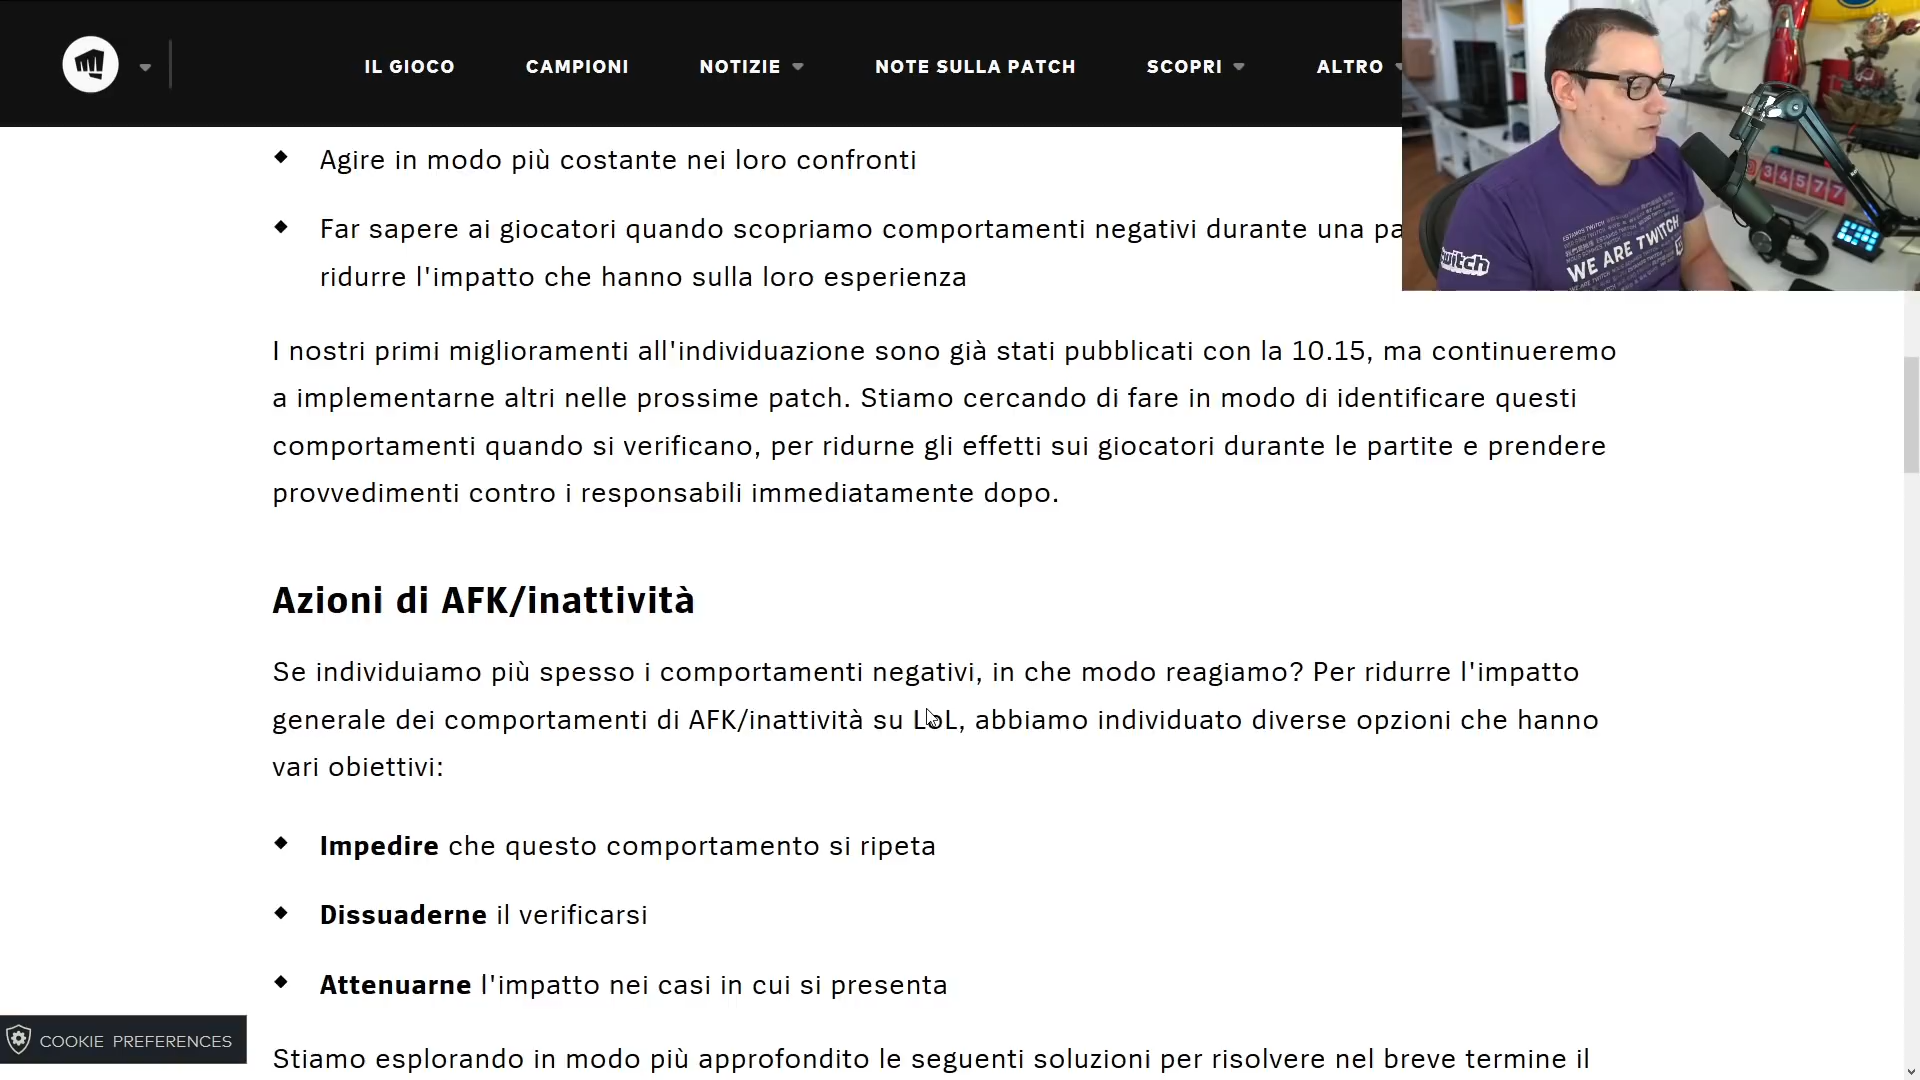 IL GIOCO CAMPIONI NOTIZIE NOTE SULLA PATCH SCOPRI ALTRO
Agire in modo più costante nei loro confronti
Far sapere ai giocatori quando scopriamo comportamenti negativi durante una pa
ridurre l'impatto che hanno sulla loro esperienza
WE ARE TWITCH
twitch
34577
I nostri primi miglioramenti all'individuazione sono già stati pubblicati con la 10.15, ma continueremo
a implementarne altri nelle prossime patch. Stiamo cercando di fare in modo di identificare questi
comportamenti quando si verificano, per ridurne gli effetti sui giocatori durante le partite e prendere
provvedimenti contro i responsabili immediatamente dopo.
Azioni di AFK/inattività
Se individuiamo più spesso i comportamenti negativi, in che modo reagiamo? Per ridurre l'impatto
generale dei comportamenti di AFK/inattività su LoL, abbiamo individuato diverse opzioni che hanno
vari obiettivi:
Impedire che questo comportamento si ripeta
Dissuaderne il verificarsi
Attenuarne l'impatto nei casi in cui si presenta
COOKIE PREFERENCES
Stiamo esplorando in modo più approfondito le seguenti soluzioni per risolvere nel breve termine il